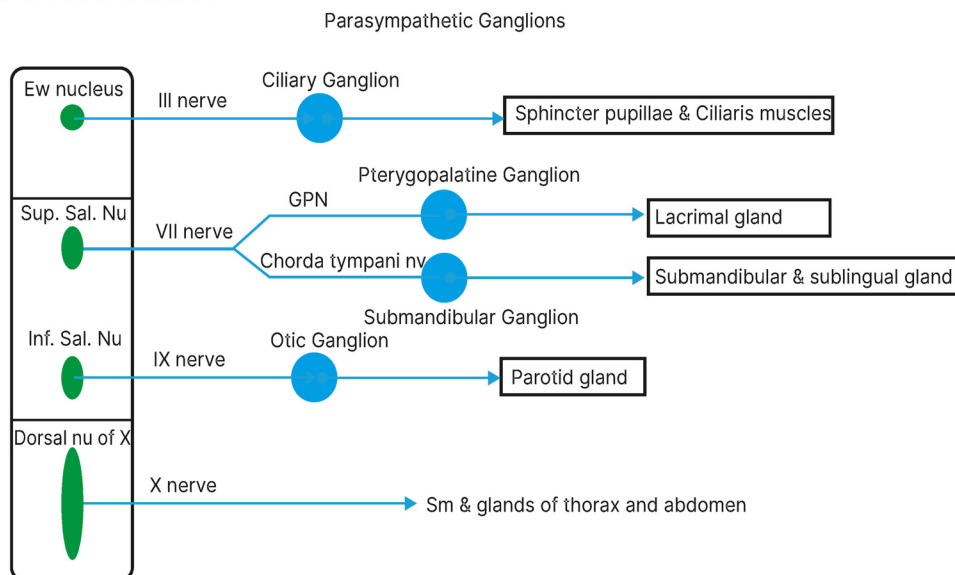 Parasympathetic Ganglions
Ew nucleus
III nerve
Ciliary Ganglion
Sphincter pupillae & Ciliaris muscles
Sup. Sal. Nu
VII nerve
GPN
Pterygopalatine Ganglion
Lacrimal gland
Chorda tympani nv
Submandibular Ganglion
Submandibular & sublingual gland
Inf. Sal. Nu
IX nerve
Otic Ganglion
Parotid gland
Dorsal nu of X
X nerve
Sm & glands of thorax and abdomen